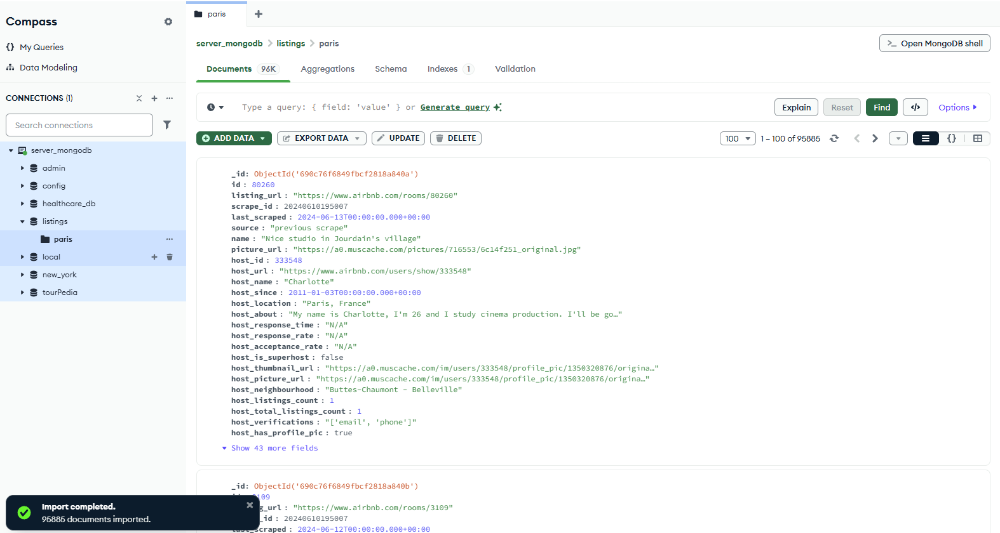 Compass
My Queries
Data Modeling
CONNECTIONS (1)
Search connections
server_mongodb
admin
config
healthcare_db
listings
paris
local
new_york
tourPedia
paris
server_mongodb > listings > paris
>_ Open MongoDB shell
Documents 96K Aggregations Schema Indexes 1 Validation
Type a query: { field: 'value' } or Generate query
Explain Reset Find </> Options
ADD DATA EXPORT DATA UPDATE DELETE
100 1 – 100 of 95885 {}
_id: ObjectId('690c76f6849fbcf2818a840a')
id : 80260
listing_url : "https://www.airbnb.com/rooms/80260"
scrape_id : 20240610195007
last_scraped : 2024-06-13T00:00:00.000+00:00
source : "previous scrape"
name : "Nice studio in Jourdain's village"
picture_url : "https://a0.muscache.com/pictures/716553/6c14f251_original.jpg"
host_id : 333548
host_url : "https://www.airbnb.com/users/show/333548"
host_name : "Charlotte"
host_since : 2011-01-03T00:00:00.000+00:00
host_location : "Paris, France"
host_about : "My name is Charlotte, I'm 26 and I study cinema production. I'll be go…"
host_response_time : "N/A"
host_response_rate : "N/A"
host_acceptance_rate : "N/A"
host_is_superhost : false
host_thumbnail_url : "https://a0.muscache.com/im/users/333548/profile_pic/1350320876/origina…"
host_picture_url : "https://a0.muscache.com/im/users/333548/profile_pic/1350320876/origina…"
host_neighbourhood : "Buttes-Chaumont - Belleville"
host_listings_count : 1
host_total_listings_count : 1
host_verifications : "['email', 'phone']"
host_has_profile_pic : true
Show 43 more fields
_id: ObjectId('690c76f6849fbcf2818a840b')
109
g_url : "https://www.airbnb.com/rooms/3109"
_id : 20240610195007
scraped : 2024-06-12T00:00:00.000+00:00
Import completed.
95885 documents imported.